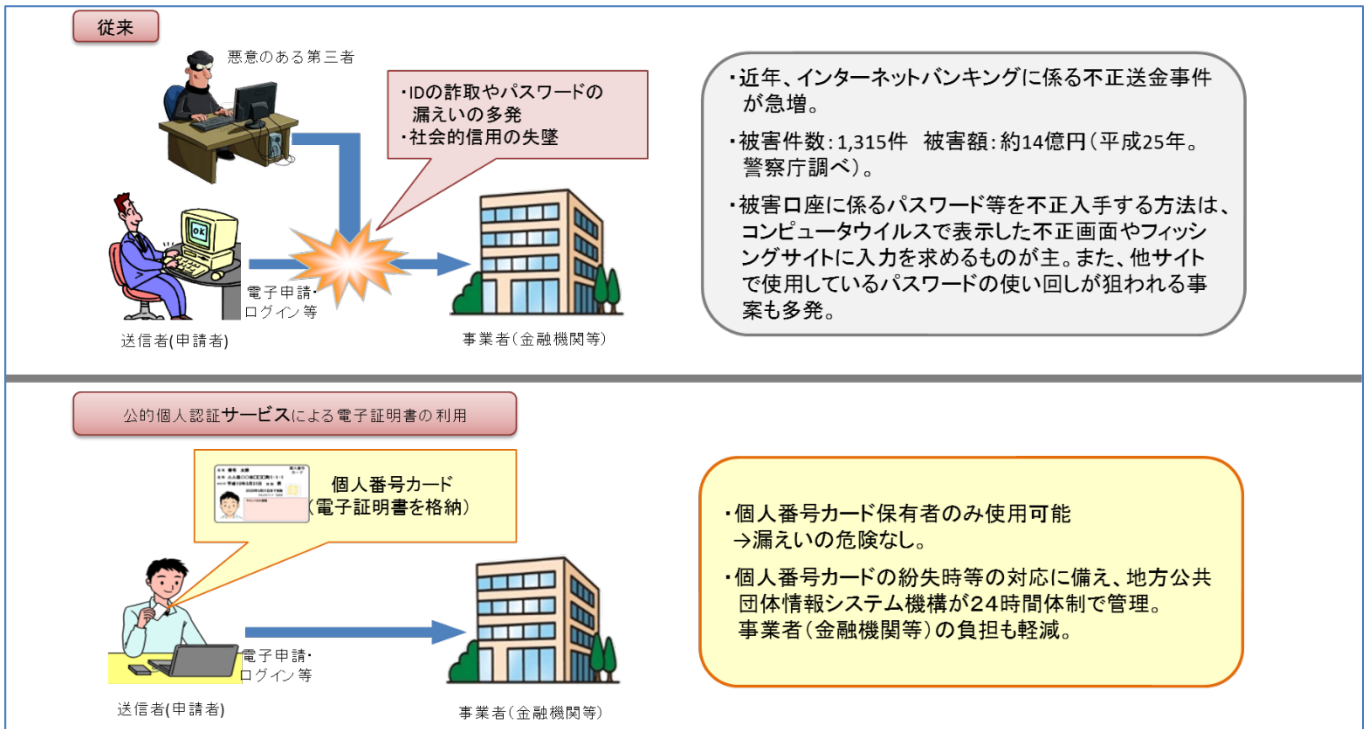 従来
悪意のある第三者
・IDの詐取やパスワードの
漏えいの多発
・社会的信用の失墜
OK
電子申請・
ログイン等
送信者(申請者)
事業者(金融機関等)
・近年、インターネットバンキングに係る不正送金事件
が急増。
・被害件数:1,315件 被害額:約14億円(平成25年。
警察庁調べ)。
・被害口座に係るパスワード等を不正入手する方法は、
コンピュータウイルスで表示した不正画面やフィッシ
ングサイトに入力を求めるものが主。また、他サイト
で使用しているパスワードの使い回しが狙われる事
案も多発。
公的個人認証サービスによる電子証明書の利用
個人番号カード
(電子証明書を格納)
電子申請・
ログイン等
送信者(申請者)
事業者(金融機関等)
・個人番号カード保有者のみ使用可能
→漏えいの危険なし。
・個人番号カードの紛失時等の対応に備え、地方公共
団体情報システム機構が24時間体制で管理。
事業者(金融機関等)の負担も軽減。